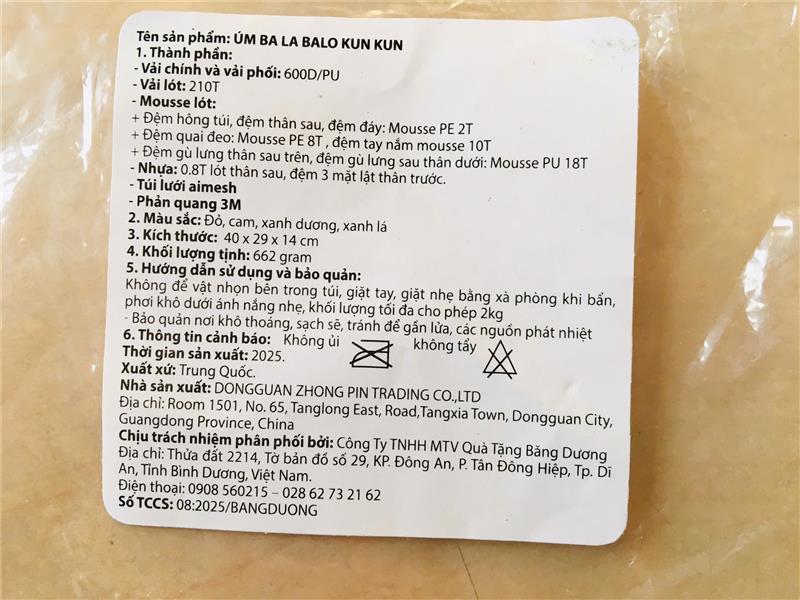 Tên sản phẩm: ÚM BA LA BALO KUN KUN
1. Thành phần:
- Vải chính và vải phối: 600D/PU
- Vải lót: 210T
- Mousse lót:
+ Đệm hông túi, đệm thân sau, đệm đáy: Mousse PE 2T
+ Đệm quai đeo: Mousse PE 8T , đệm tay nắm mousse 10T
+ Đệm gù lưng thân sau trên, đệm gù lưng sau thân dưới: Mousse PU 18T
- Nhựa: 0.8T lót thân sau, đệm 3 mặt lật thân trước.
- Túi lưới aimesh
- Phản quang 3M
2. Màu sắc: Đỏ, cam, xanh dương, xanh lá
3. Kích thước: 40 x 29 x 14 cm
4. Khối lượng tịnh: 662 gram
5. Hướng dẫn sử dụng và bảo quản:
Không để vật nhọn bên trong túi, giặt tay, giặt nhẹ bằng xà phòng khi bẩn,
phơi khô dưới ánh nắng nhẹ, khối lượng tối đa cho phép 2kg
- Bảo quản nơi khô thoáng, sạch sẽ, tránh để gần lửa, các nguồn phát nhiệt
6. Thông tin cảnh báo: Không ủi không tẩy
Thời gian sản xuất: 2025.
Xuất xứ: Trung Quốc.
Nhà sản xuất: DONGGUAN ZHONG PIN TRADING CO.,LTD
Địa chỉ: Room 1501, No. 65, Tanglong East, Road,Tangxia Town, Dongguan City,
Guangdong Province, China
Chịu trách nhiệm phân phối bởi: Công Ty TNHH MTV Quà Tặng Băng Dương
Địa chỉ: Thửa đất 2214, Tờ bản đồ số 29, KP. Đông An, P. Tân Đông Hiệp, Tp. Dĩ
An, Tỉnh Bình Dương, Việt Nam.
Điện thoại: 0908 560215 – 028 62 73 21 62
Số TCCS: 08:2025/BANGDUONG